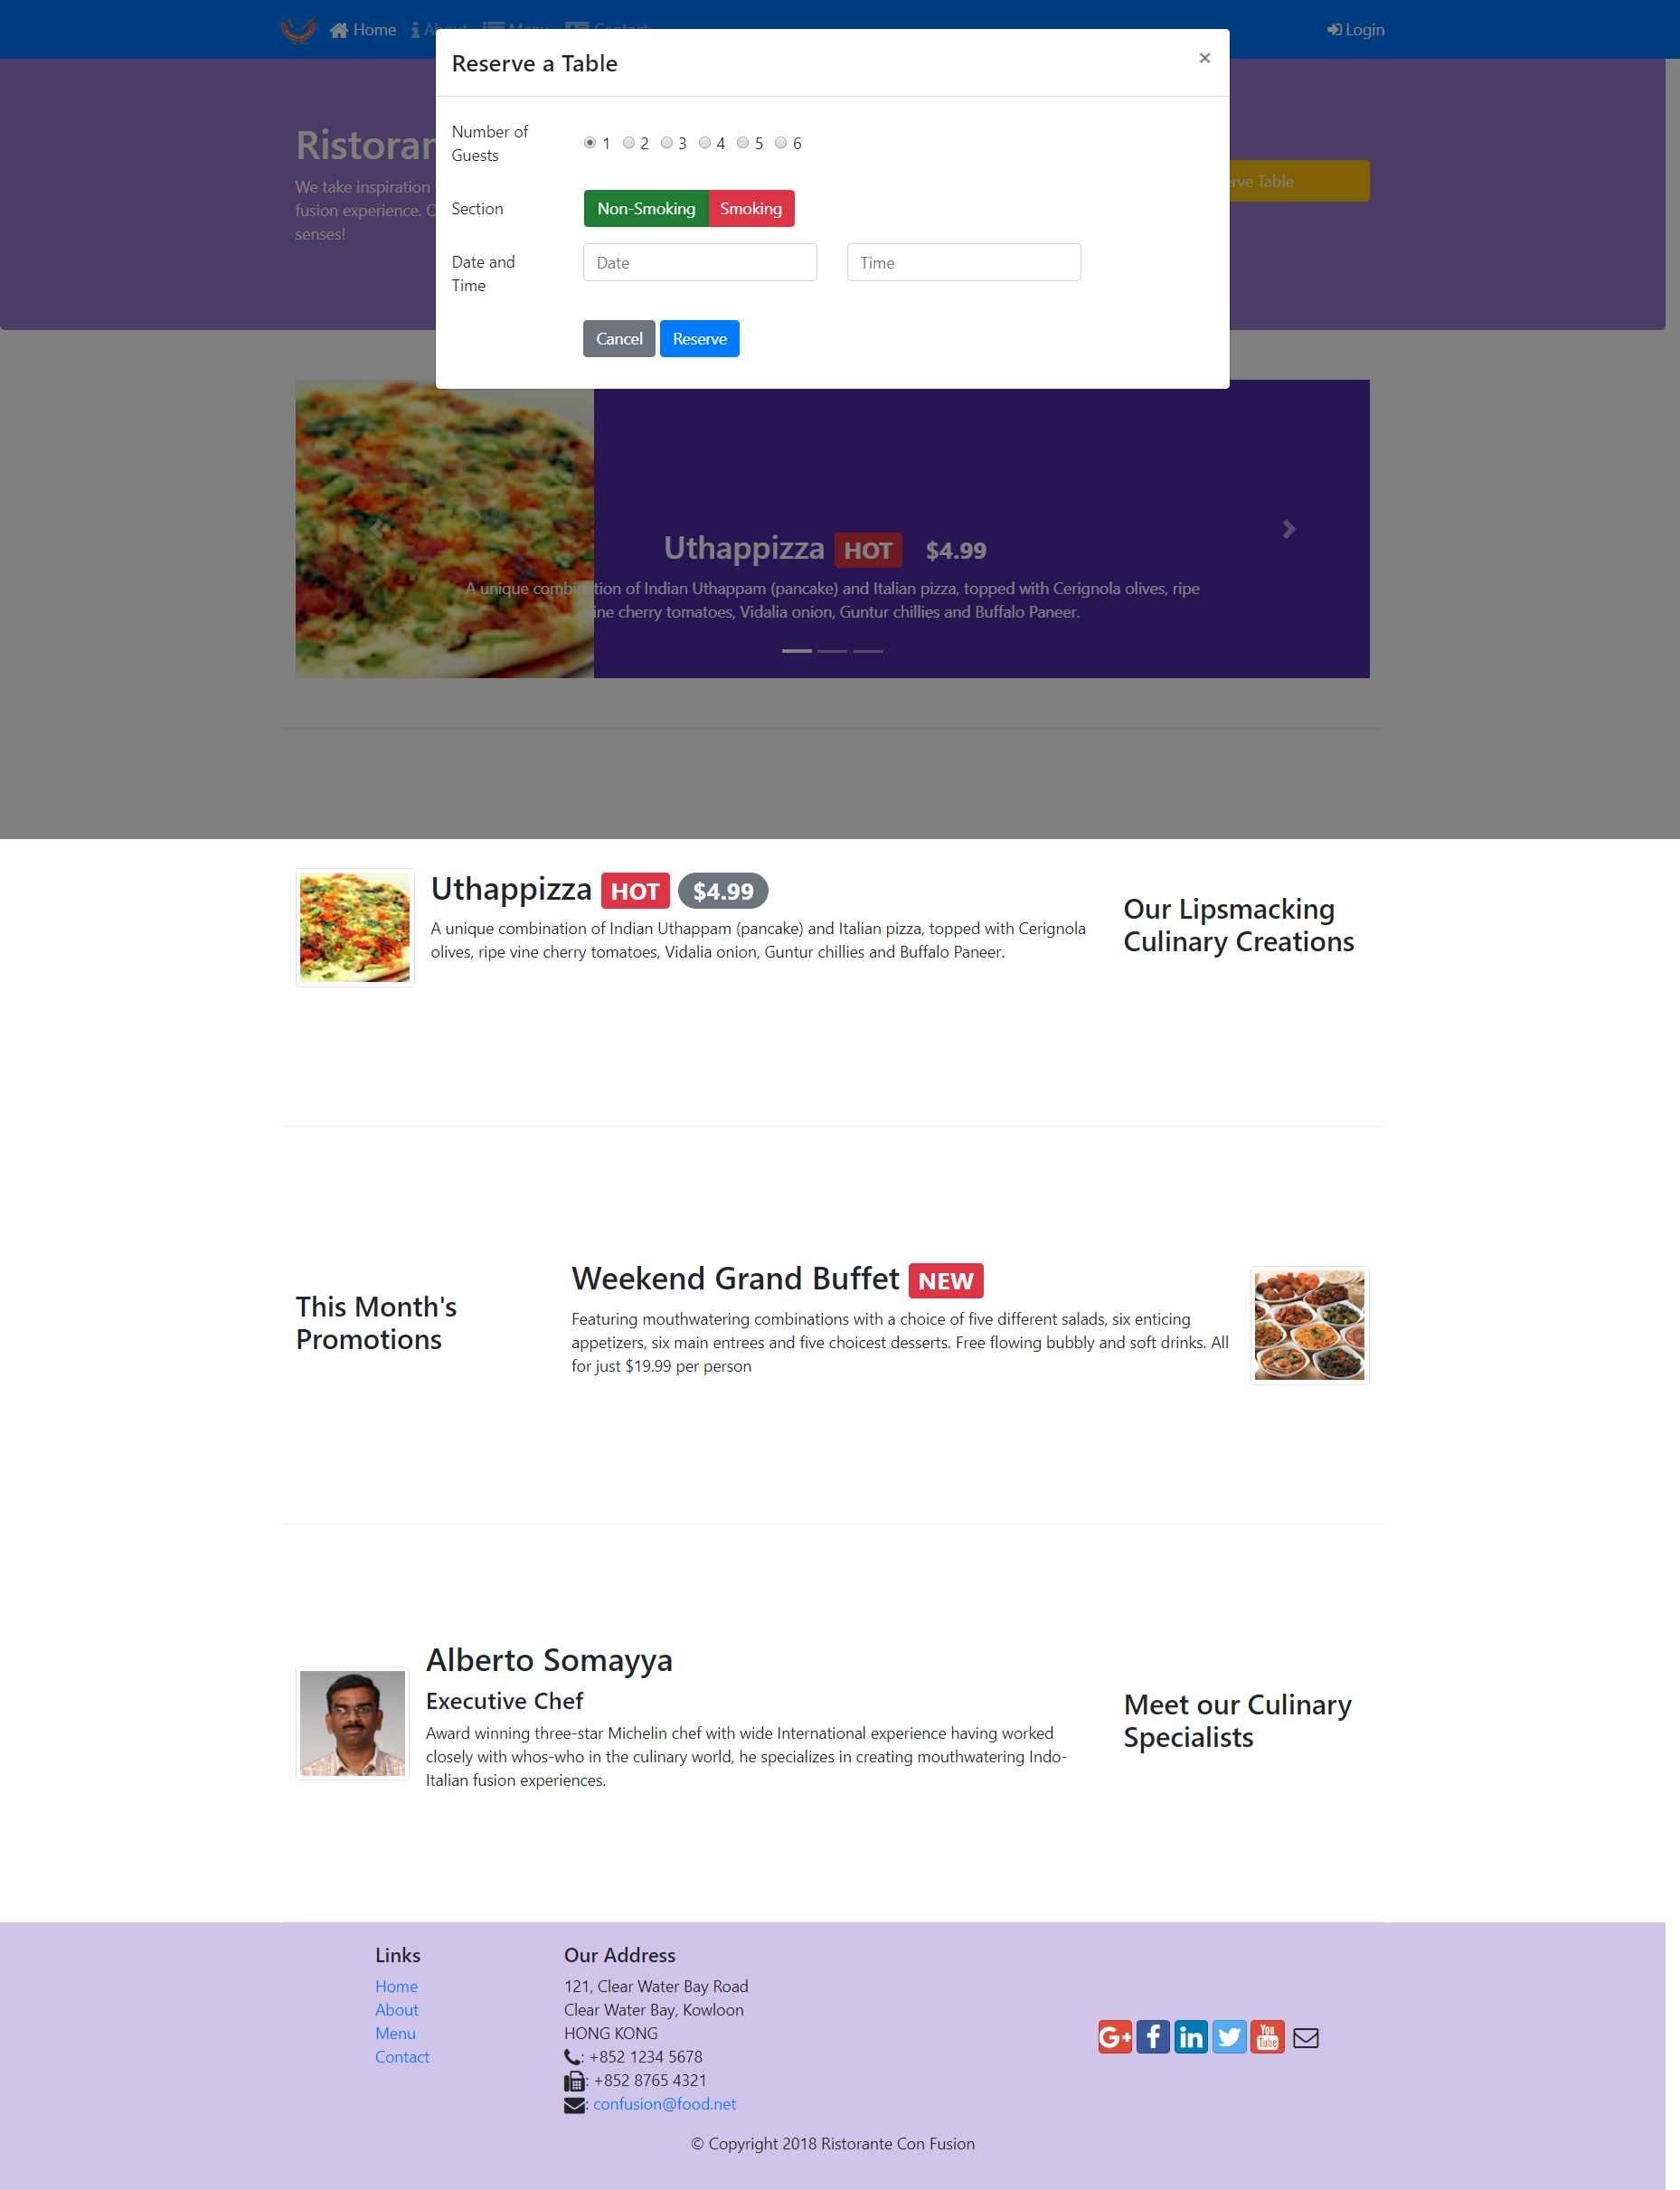 Home About Menu Contact Login
Reserve a Table ×
Number of
Guests
1 2 3 4 5 6
Section
Non-Smoking Smoking
Date and
Time
Date
Time
Cancel Reserve
We take inspiration
fusion experience.
senses!
Table
Uthappizza HOT $4.99
A unique combination of Indian Uthappam (pancake) and Italian pizza, topped with Cerignola olives, ripe
vine cherry tomatoes, Vidalia onion, Guntur chillies and Buffalo Paneer.
Uthappizza HOT $4.99
A unique combination of Indian Uthappam (pancake) and Italian pizza, topped with Cerignola
olives, ripe vine cherry tomatoes, Vidalia onion, Guntur chillies and Buffalo Paneer.
Our Lipsmacking
Culinary Creations
This Month's
Promotions
Weekend Grand Buffet NEW
Featuring mouthwatering combinations with a choice of five different salads, six enticing
appetizers, six main entrees and five choicest desserts. Free flowing bubbly and soft drinks. All
for just $19.99 per person
Alberto Somayya
Executive Chef
Award winning three-star Michelin chef with wide International experience having worked
closely with whos-who in the culinary world, he specializes in creating mouthwatering Indo-
Italian fusion experiences.
Meet our Culinary
Specialists
Links
Home
About
Menu
Contact
Our Address
121, Clear Water Bay Road
Clear Water Bay, Kowloon
HONG KONG
: +852 1234 5678
: +852 8765 4321
: confusion@food.net
G+ f in You Tube
© Copyright 2018 Ristorante Con Fusion